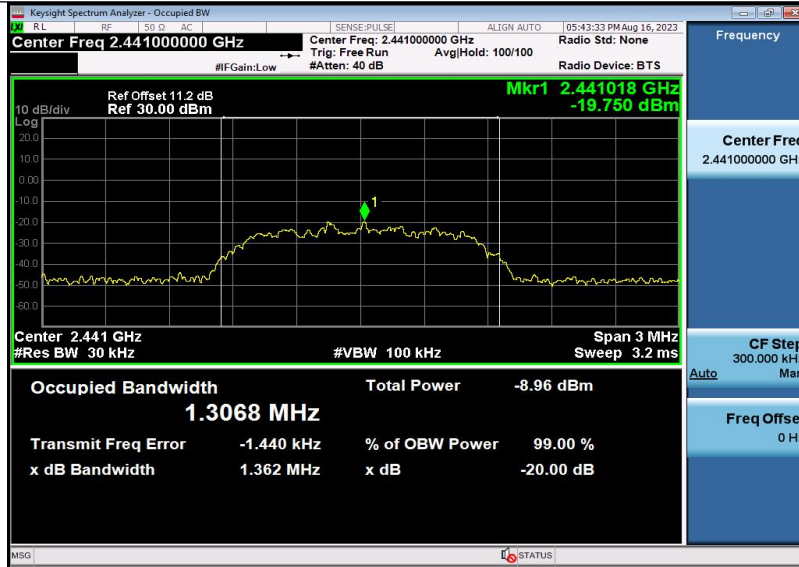 Keysight Spectrum Analyzer - Occupied BW
LXI RL RF 50 Ω AC SENSE:PULSE ALIGN AUTO 05:43:33 PM Aug 16, 2023
Center Freq 2.441000000 GHz
Center Freq: 2.441000000 GHz
Radio Std: None
Trig: Free Run Avg|Hold: 100/100
#IFGain:Low #Atten: 40 dB Radio Device: BTS
Ref Offset 11.2 dB
Mkr1 2.441018 GHz
10 dB/div Ref 30.00 dBm -19.750 dBm
Log
20.0
10.0
0.00
-10.0
1
-20.0
-30.0
-40.0
-50.0
-60.0
Center 2.441 GHz Span 3 MHz
#Res BW 30 kHz #VBW 100 kHz Sweep 3.2 ms
Occupied Bandwidth Total Power -8.96 dBm
1.3068 MHz
Transmit Freq Error -1.440 kHz % of OBW Power 99.00 %
x dB Bandwidth 1.362 MHz x dB -20.00 dB
Frequency
Center Freq
2.441000000 GH
CF Step
300.000 kH
Auto Man
Freq Offse
0 H
MSG STATUS